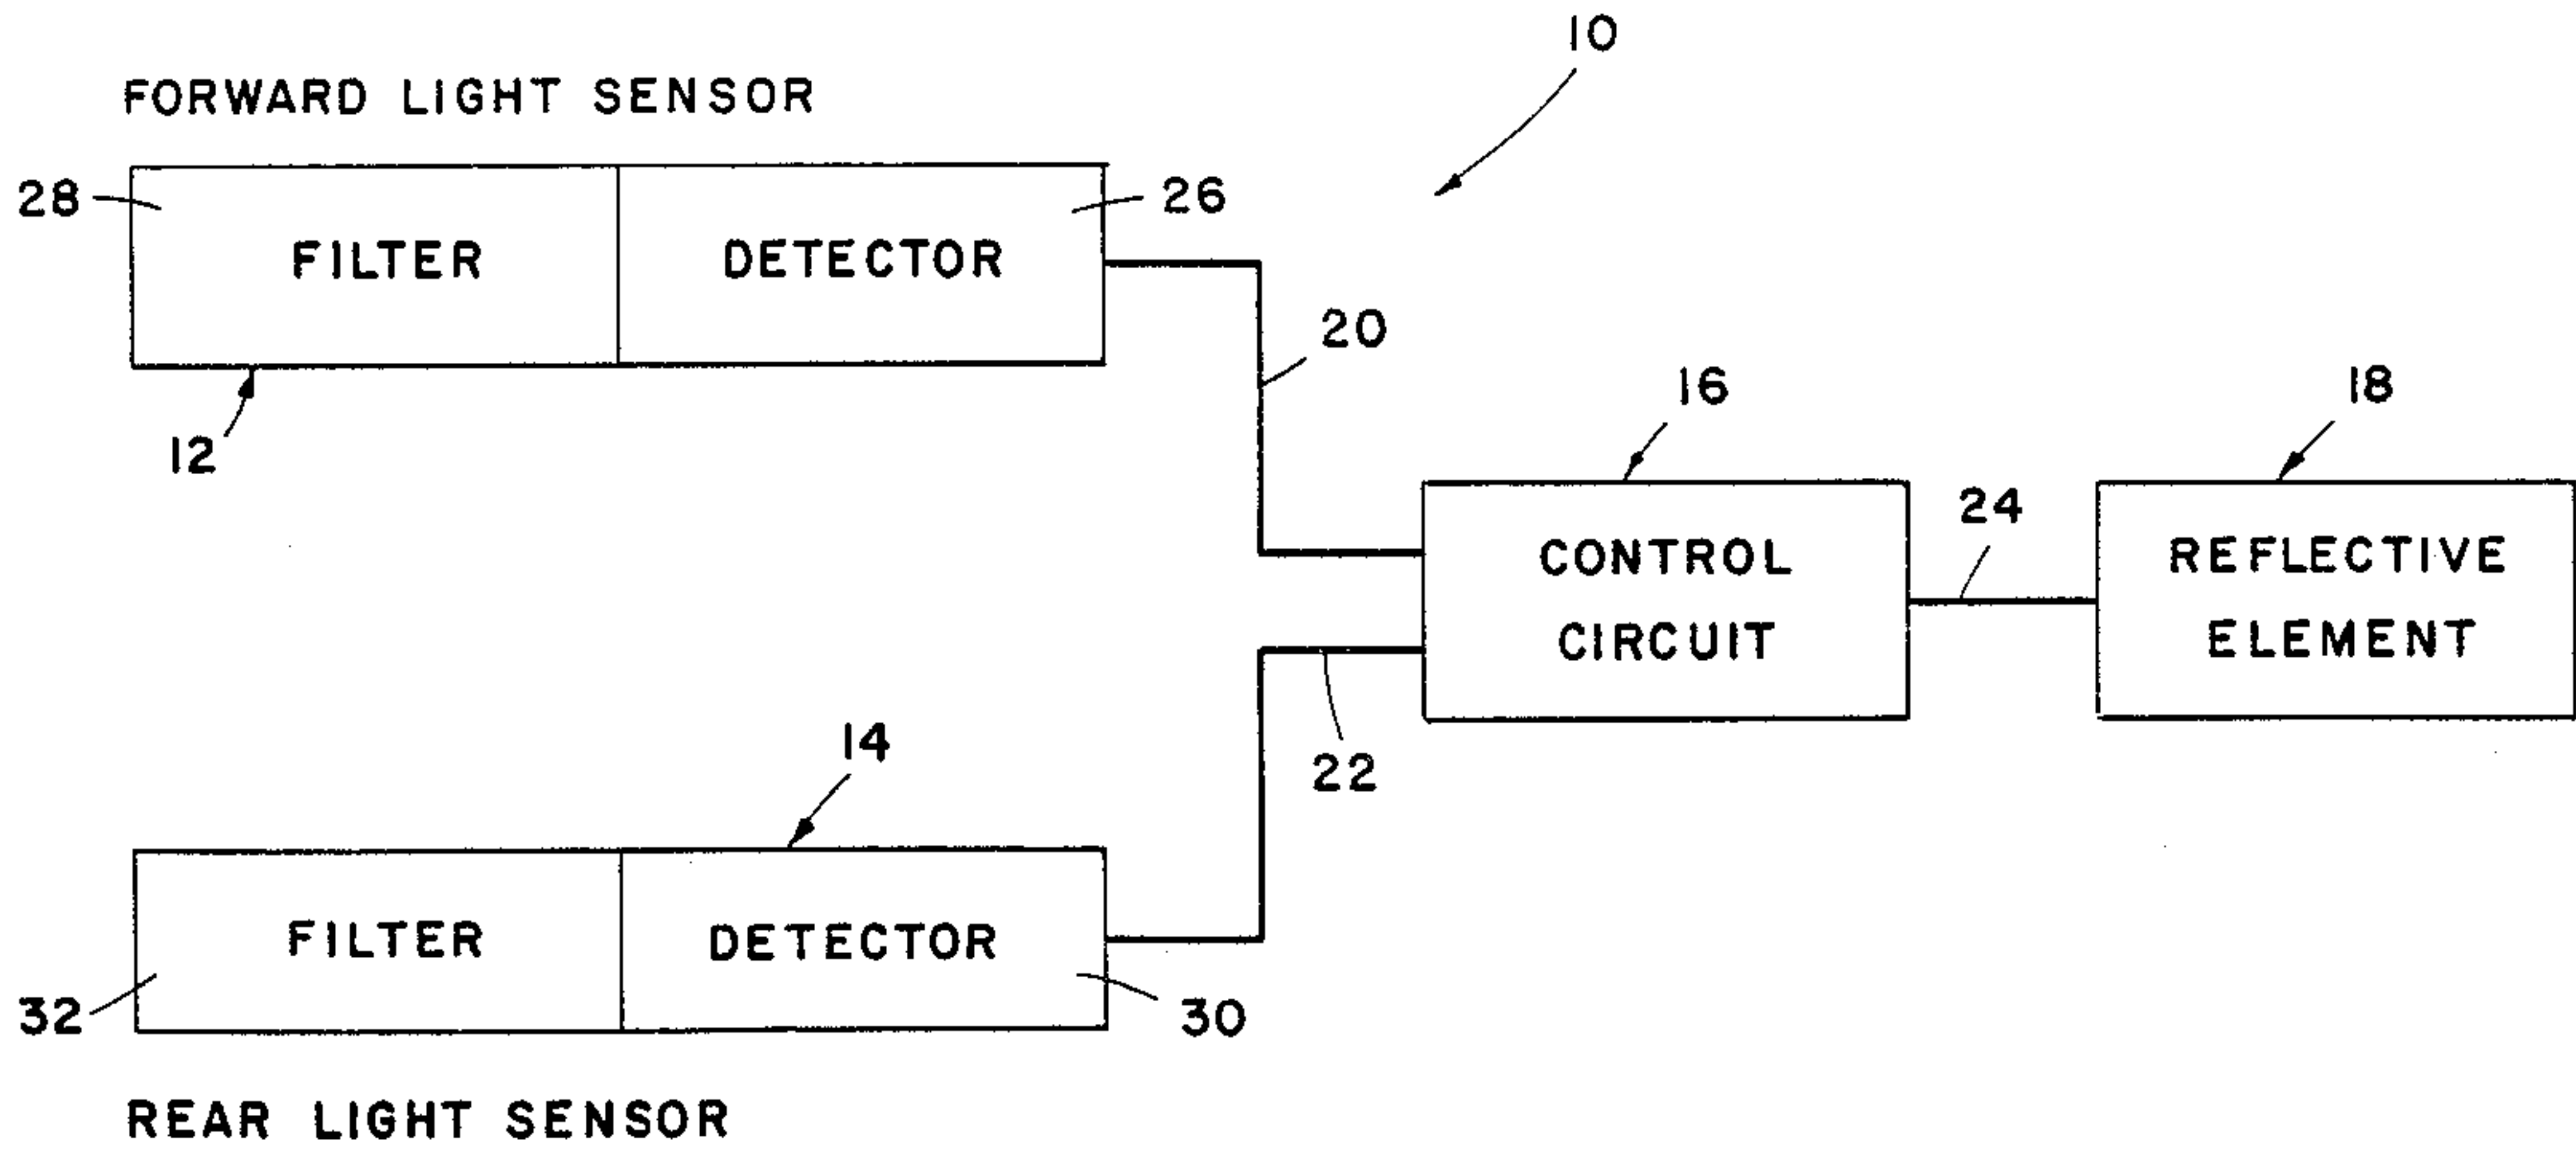 10
FORWARD LIGHT SENSOR
28
26
FILTER
DETECTOR
20
12
16
18
24
CONTROL
CIRCUIT
REFLECTIVE
ELEMENT
22
14
FILTER
DETECTOR
32
30
REAR LIGHT SENSOR